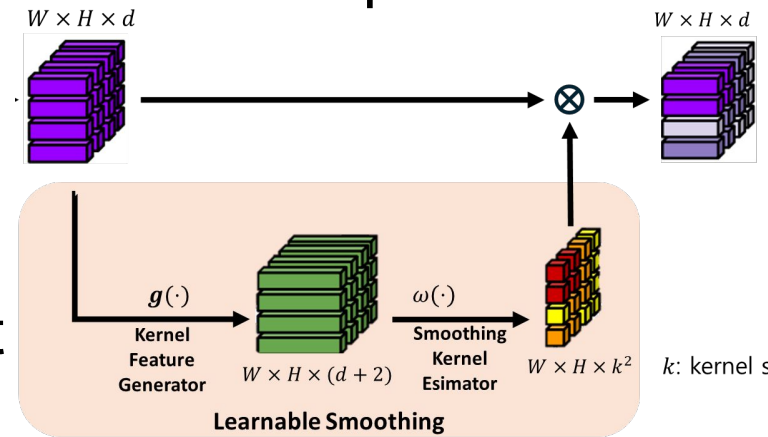 W × H × d
W × H × d
g(·)
Kernel
Feature
Generator
W × H × (d + 2)
ω(·)
Smoothing
Kernel
Esimator
W × H × k²
k: kernel s
Learnable Smoothing